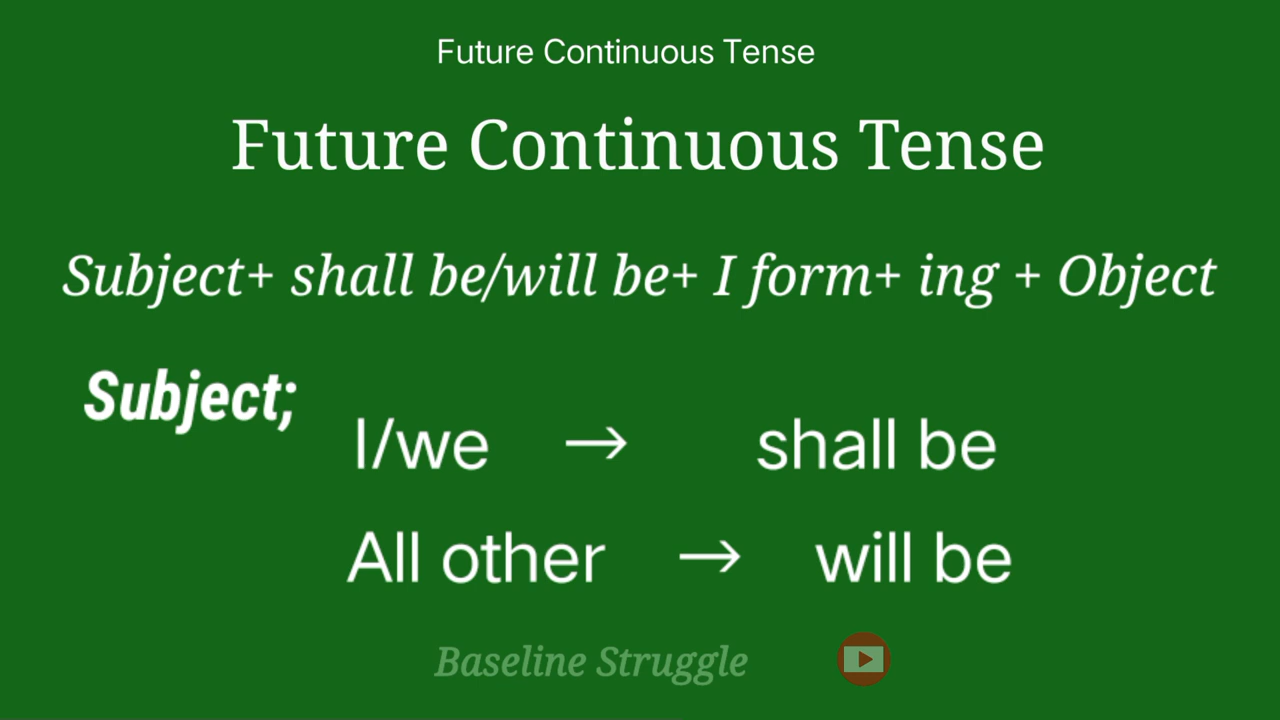 Future Continuous Tense
Future Continuous Tense
Subject+ shall be/will be+ I form+ ing + Object
Subject;
I/we → shall be
All other → will be
Baseline Struggle